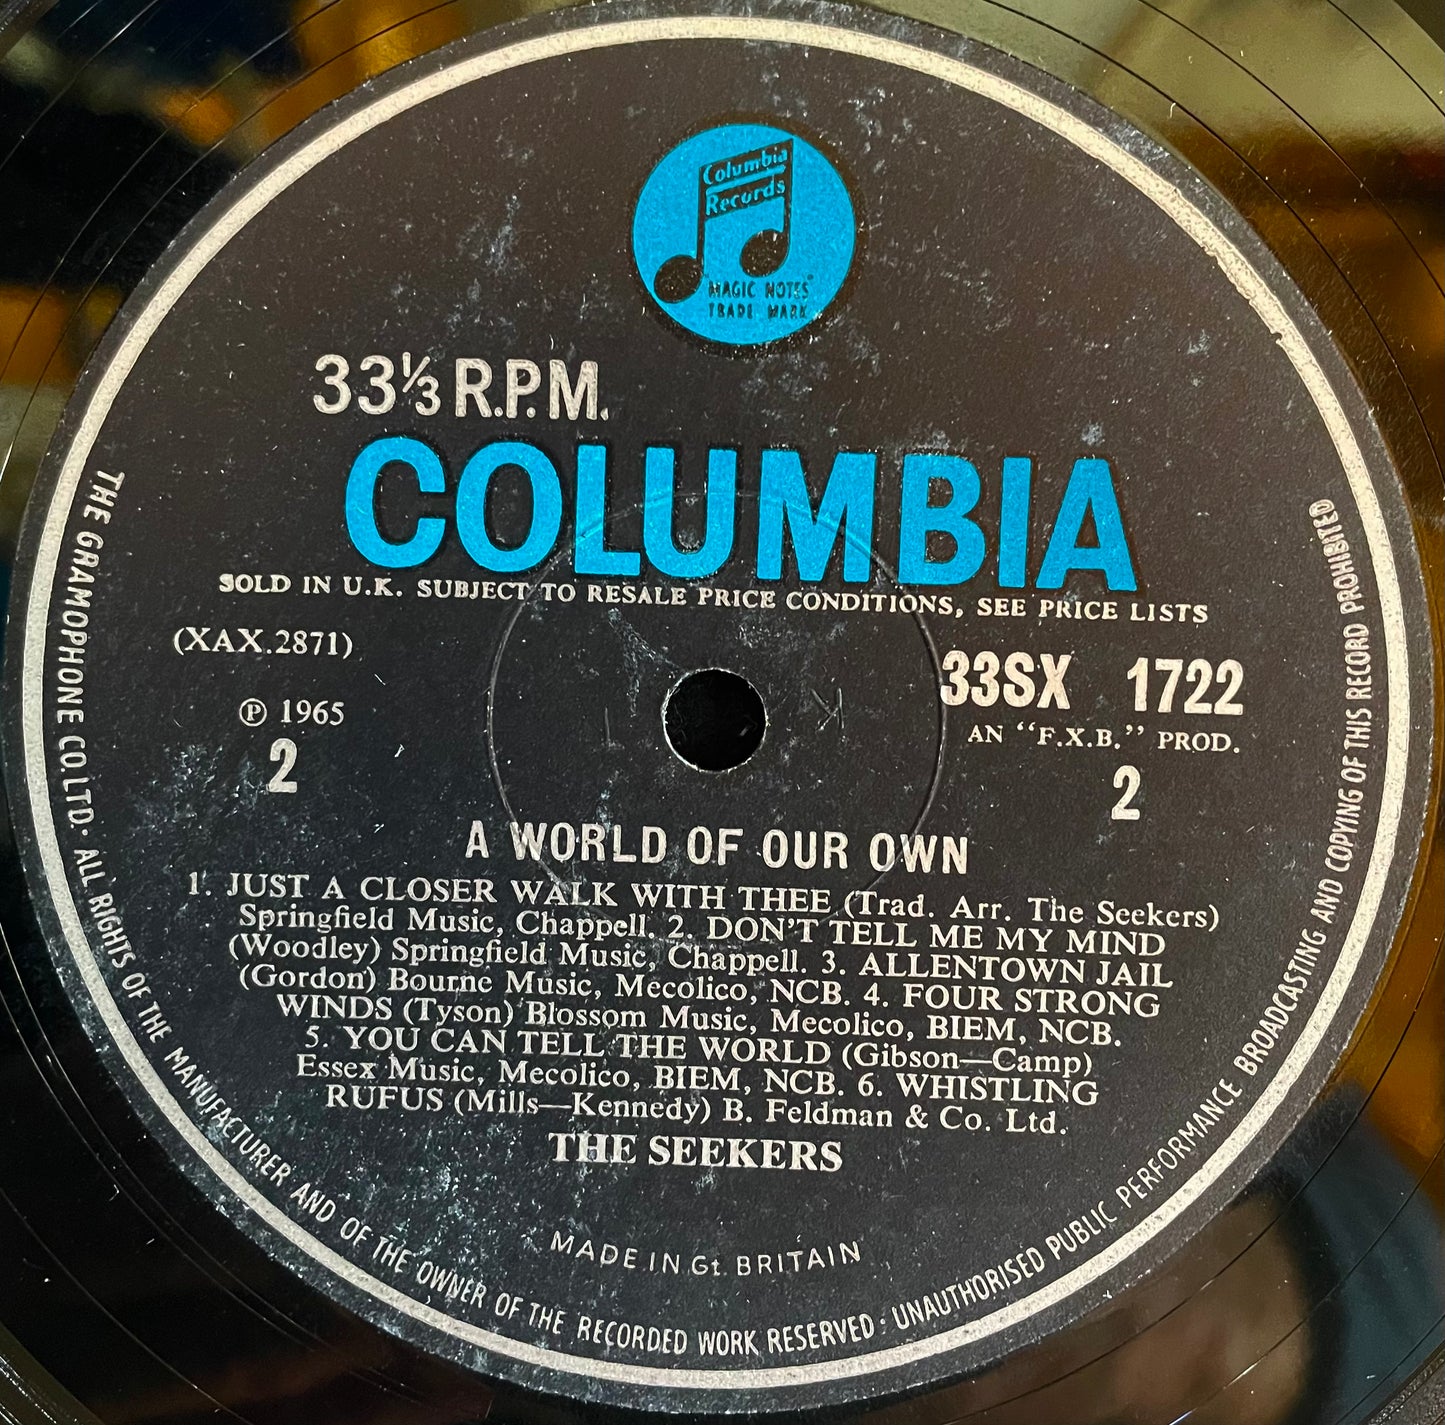 Columbia
Records
MAGIC NOTES
TRADE MARK
33⅓ R.P.M.
COLUMBIA
SOLD IN U.K. SUBJECT TO RESALE PRICE CONDITIONS, SEE PRICE LISTS
(XAX.2871)
33SX 1722
℗ 1965
AN "F.X.B." PROD.
2
2
A WORLD OF OUR OWN
1. JUST A CLOSER WALK WITH THEE (Trad. Arr. The Seekers)
Springfield Music, Chappell. 2. DON'T TELL ME MY MIND
(Woodley) Springfield Music, Chappell. 3. ALLENTOWN JAIL
(Gordon) Bourne Music, Mecolico, NCB. 4. FOUR STRONG
WINDS (Tyson) Blossom Music, Mecolico, BIEM, NCB.
5. YOU CAN TELL THE WORLD (Gibson—Camp)
Essex Music, Mecolico, BIEM, NCB. 6. WHISTLING
RUFUS (Mills—Kennedy) B. Feldman & Co. Ltd.
THE SEEKERS
MADE IN Gt. BRITAIN
THE GRAMOPHONE CO. LTD. · ALL RIGHTS OF THE MANUFACTURER AND OF THE OWNER OF THE RECORDED WORK RESERVED · UNAUTHORISED PUBLIC PERFORMANCE BROADCASTING AND COPYING OF THIS RECORD PROHIBITED